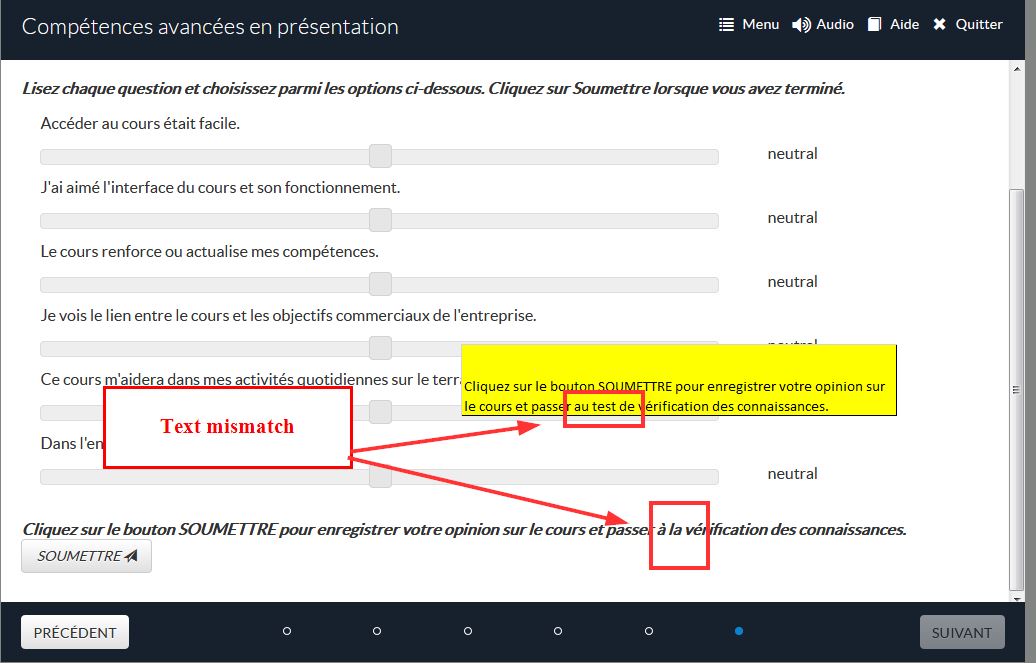 Compétences avancées en présentation
Menu
Audio
Aide
Quitter
Lisez chaque question et choisissez parmi les options ci-dessous. Cliquez sur Soumettre lorsque vous avez terminé.
Accéder au cours était facile.
neutral
J'ai aimé l'interface du cours et son fonctionnement.
neutral
Le cours renforce ou actualise mes compétences.
neutral
Je vois le lien entre le cours et les objectifs commerciaux de l'entreprise.
neutral
Ce cours m'aidera dans mes activités quotidiennes sur le
Cliquez sur le bouton SOUMETTRE pour enregistrer votre opinion sur
le cours et passer au test de vérification des connaissances.
Text mismatch
Dans
neutral
Cliquez sur le bouton SOUMETTRE pour enregistrer votre opinion sur le cours et passer à la vérification des connaissances.
SOUMETTRE
PRÉCÉDENT
SUIVANT